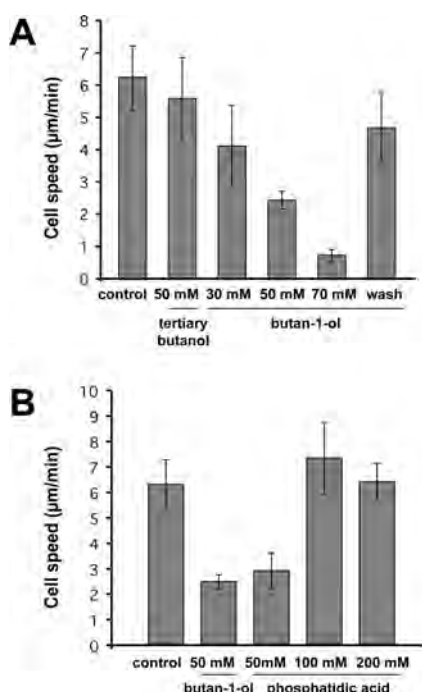 A
Cell speed (µm/min)
8
7
6
5
4
3
2
1
0
control 50 mM 30 mM 50 mM 70 mM wash
tertiary butanol
butan-1-ol
B
Cell speed (µm/min)
10
9
8
7
6
5
4
3
2
1
0
control 50 mM 50mM 100 mM 200 mM
butan-1-ol phosphatidic acid